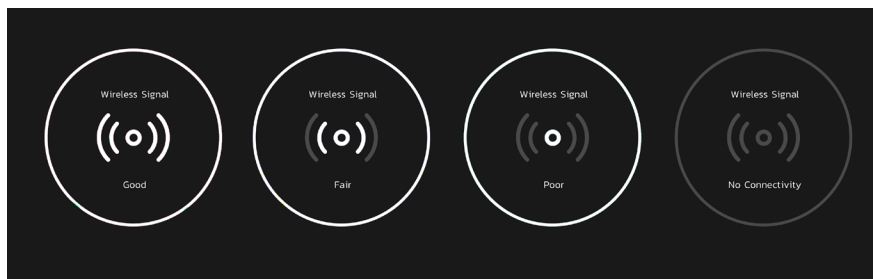 Wireless Signal
Good
Wireless Signal
Fair
Wireless Signal
Poor
Wireless Signal
No Connectivity